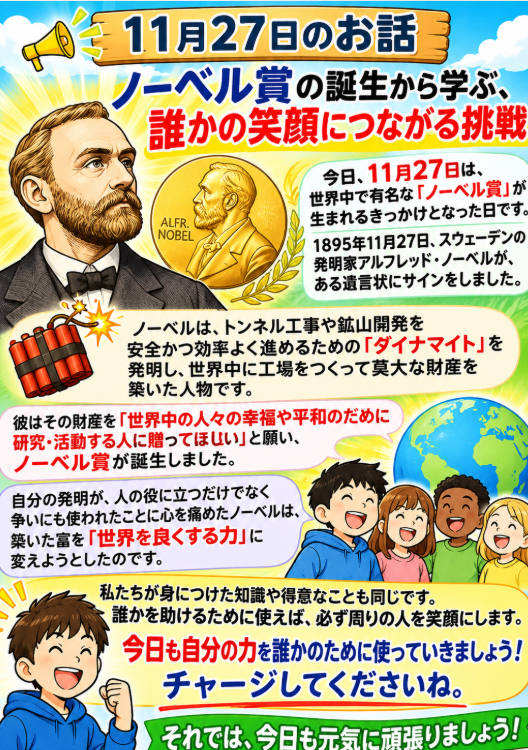 11月27日のお話
ノーベル賞の誕生から学ぶ、
誰かの笑顔につながる挑戦
ALFR.
NOBEL
今日、11月27日は、
世界中で有名な「ノーベル賞」が
生まれるきっかけとなった日です。
1895年11月27日、スウェーデンの
発明家アルフレッド・ノーベルが、
ある遺言状にサインをしました。
ノーベルは、トンネル工事や鉱山開発を
安全かつ効率よく進めるための「ダイナマイト」を
発明し、世界中に工場をつくって莫大な財産を
築いた人物です。
彼はその財産を「世界中の人々の幸福や平和のだめに
研究・活動する人に贈ってほしい」と願い、
ノーベル賞が誕生しました。
自分の発明が、人の役に立つだけでなく
争いにも使われたことに心を痛めたノーベルは、
築いた富を「世界を良くする力」に
変えようとしたのです。
私たちが身につけた知識や得意なことも同じです。
誰かを助けるために使えば、必ず周りの人を笑顔にします。
今日も自分の力を誰かのために使っていきましょう!
チャージしてくださいね。
それでは、今日も元気に頑張りましょう!